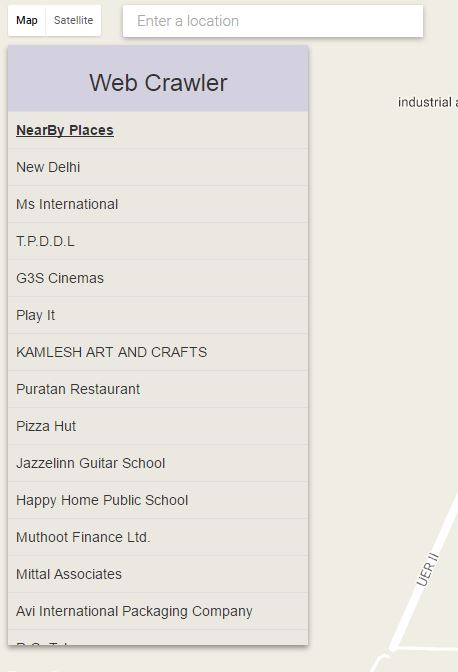 Map
Satellite
Enter a location
Web Crawler
industrial
NearBy Places
New Delhi
Ms International
T.P.D.D.L
G3S Cinemas
Play It
KAMLESH ART AND CRAFTS
Puratan Restaurant
Pizza Hut
Jazzelinn Guitar School
Happy Home Public School
Muthoot Finance Ltd.
Mittal Associates
UER II
Avi International Packaging Company